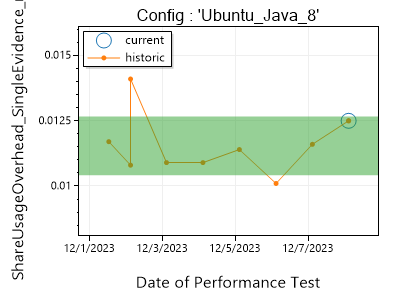 Config : 'Ubuntu_Java_8'
current
historic
ShareUsageOverhead_SingleEvidence_
0.015
0.0125
0.01
12/1/2023
12/3/2023
12/5/2023
12/7/2023
Date of Performance Test